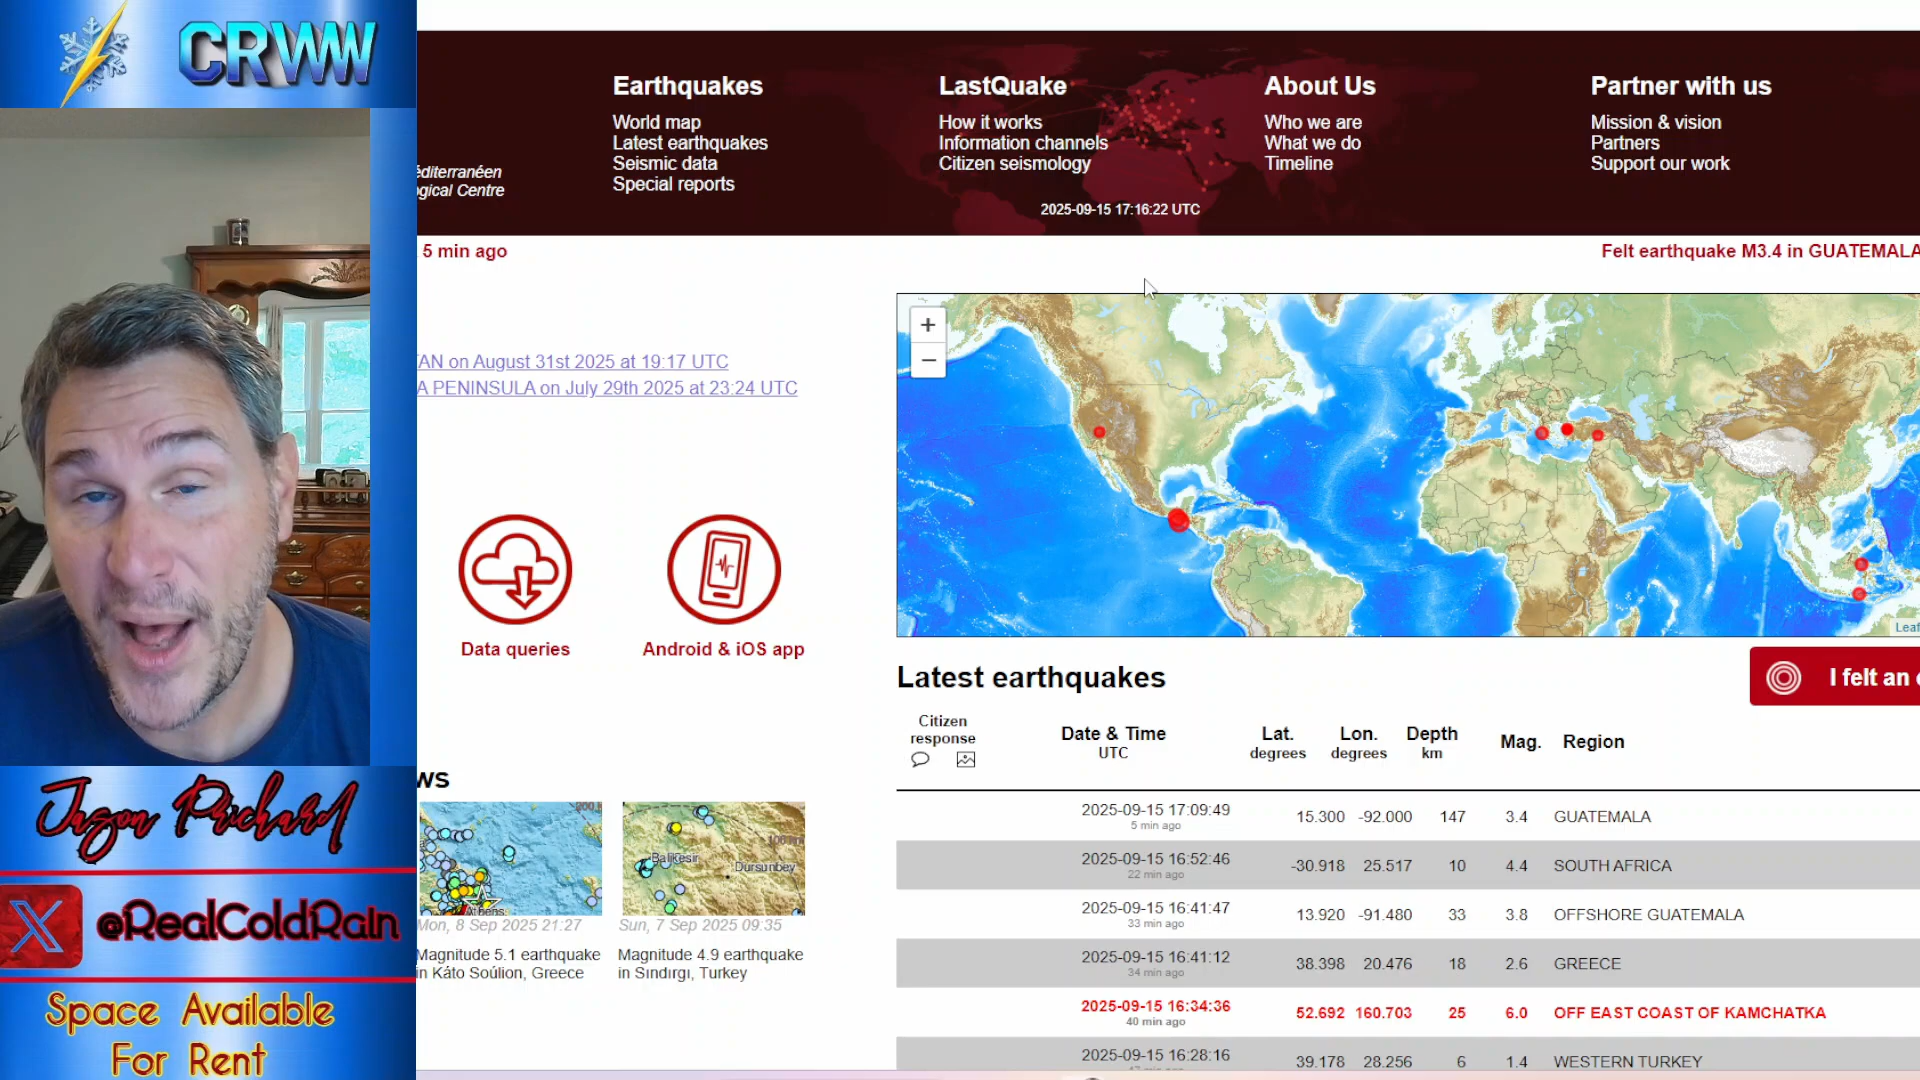 CRWW
Earthquakes
World map
Latest earthquakes
Seismic data
Special reports
LastQuake
How it works
Information channels
Citizen seismology
About Us
Who we are
What we do
Timeline
Partner with us
Mission & vision
Partners
Support our work
éditerranéen
ogical Centre
2025-09-15 17:16:22 UTC
5 min ago
Felt earthquake M3.4 in GUATEMALA
TAN on August 31st 2025 at 19:17 UTC
A PENINSULA on July 29th 2025 at 23:24 UTC
+
−
Leaf
Data queries
Android & iOS app
Latest earthquakes
I felt an e
Citizen
response
Date & Time
UTC
Lat.
degrees
Lon.
degrees
Depth
km
Mag.
Region
2025-09-15 17:09:49
5 min ago
15.300 -92.000 147 3.4 GUATEMALA
2025-09-15 16:52:46
22 min ago
-30.918 25.517 10 4.4 SOUTH AFRICA
2025-09-15 16:41:47
33 min ago
13.920 -91.480 33 3.8 OFFSHORE GUATEMALA
2025-09-15 16:41:12
34 min ago
38.398 20.476 18 2.6 GREECE
2025-09-15 16:34:36
40 min ago
52.692 160.703 25 6.0 OFF EAST COAST OF KAMCHATKA
2025-09-15 16:28:16
39.178 28.256 6 1.4 WESTERN TURKEY
ws
Athens
Balikesir
Dursunbey
Mon, 8 Sep 2025 21:27
Magnitude 5.1 earthquake
in Káto Soúlion, Greece
Sun, 7 Sep 2025 09:35
Magnitude 4.9 earthquake
in Sındırgı, Turkey
Jason Prichard
X @RealColdRain
Space Available
For Rent